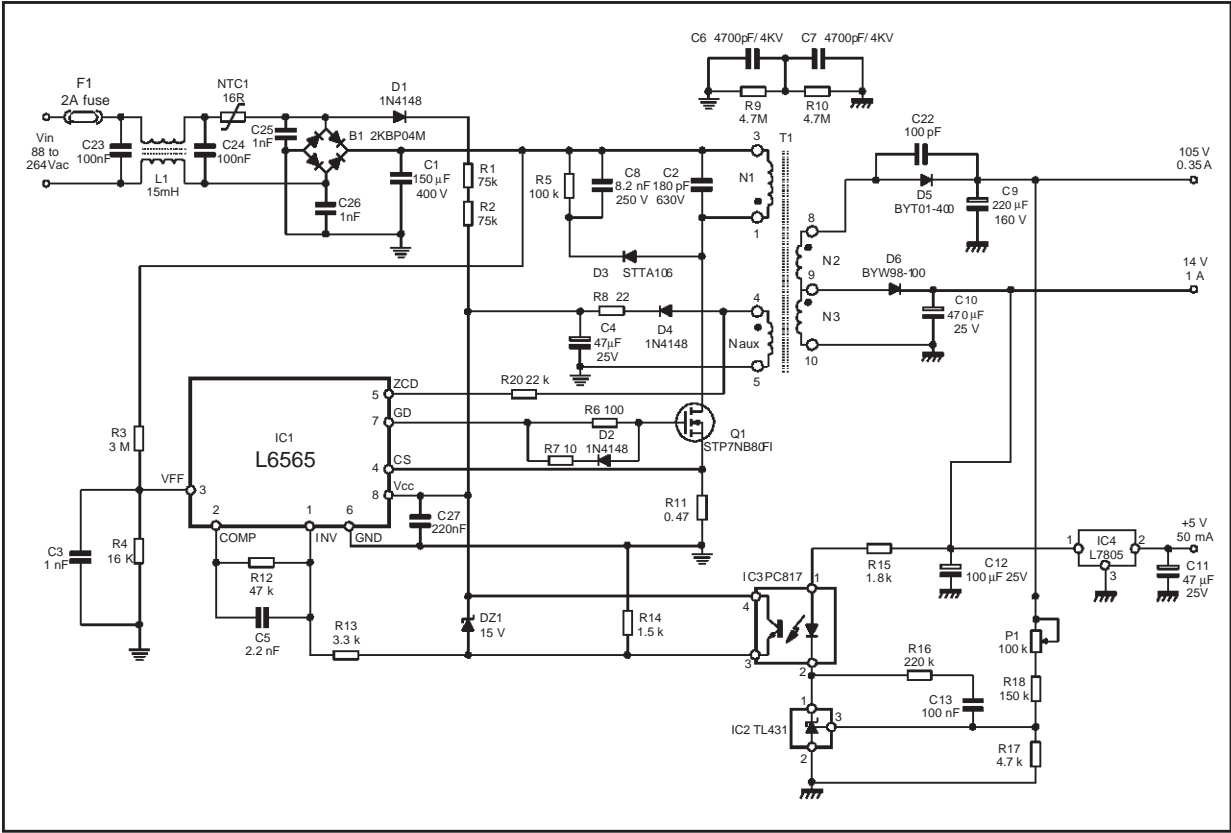 C6 4700pF/ 4KV
C7 4700pF/ 4KV
R9
4.7M
R10
4.7M
F1
2A fuse
NTC1
16R
D1
1N4148
Vin
88 to
264Vac
C23
100nF
L1
15mH
C24
100nF
C25
1nF
B1 2KBP04M
C26
1nF
C1
150 µF
400 V
R1
75k
R2
75k
R5
100 k
C8
8.2 nF
250 V
C2
180 pF
630V
D3 STTA106
T1
3
N1
1
4
Naux
5
8
N2
9
N3
10
C22
100 pF
D5
BYT01-400
C9
220 µF
160 V
105 V
0.35 A
D6
BYW98-100
C10
470 µF
25 V
14 V
1 A
R8 22
D4
1N4148
C4
47µF
25V
R20 22 k
5 ZCD
7 GD
4 CS
8 Vcc
IC1
L6565
VFF 3
2
COMP
1
INV
6
GND
R6 100
R7 10
D2
1N4148
Q1
STP7NB80FI
R11
0.47
R3
3 M
R4
16 K
C3
1 nF
C27
220nF
R12
47 k
C5
2.2 nF
R13
3.3 k
DZ1
15 V
R14
1.5 k
IC3 PC817
1
4
3
2
R15
1.8 k
C12
100 µF 25V
1
IC4
L7805
2
3
+5 V
50 mA
C11
47 µF
25V
P1
100 k
R16
220 k
R18
150 k
C13
100 nF
IC2 TL431
1
3
2
R17
4.7 k